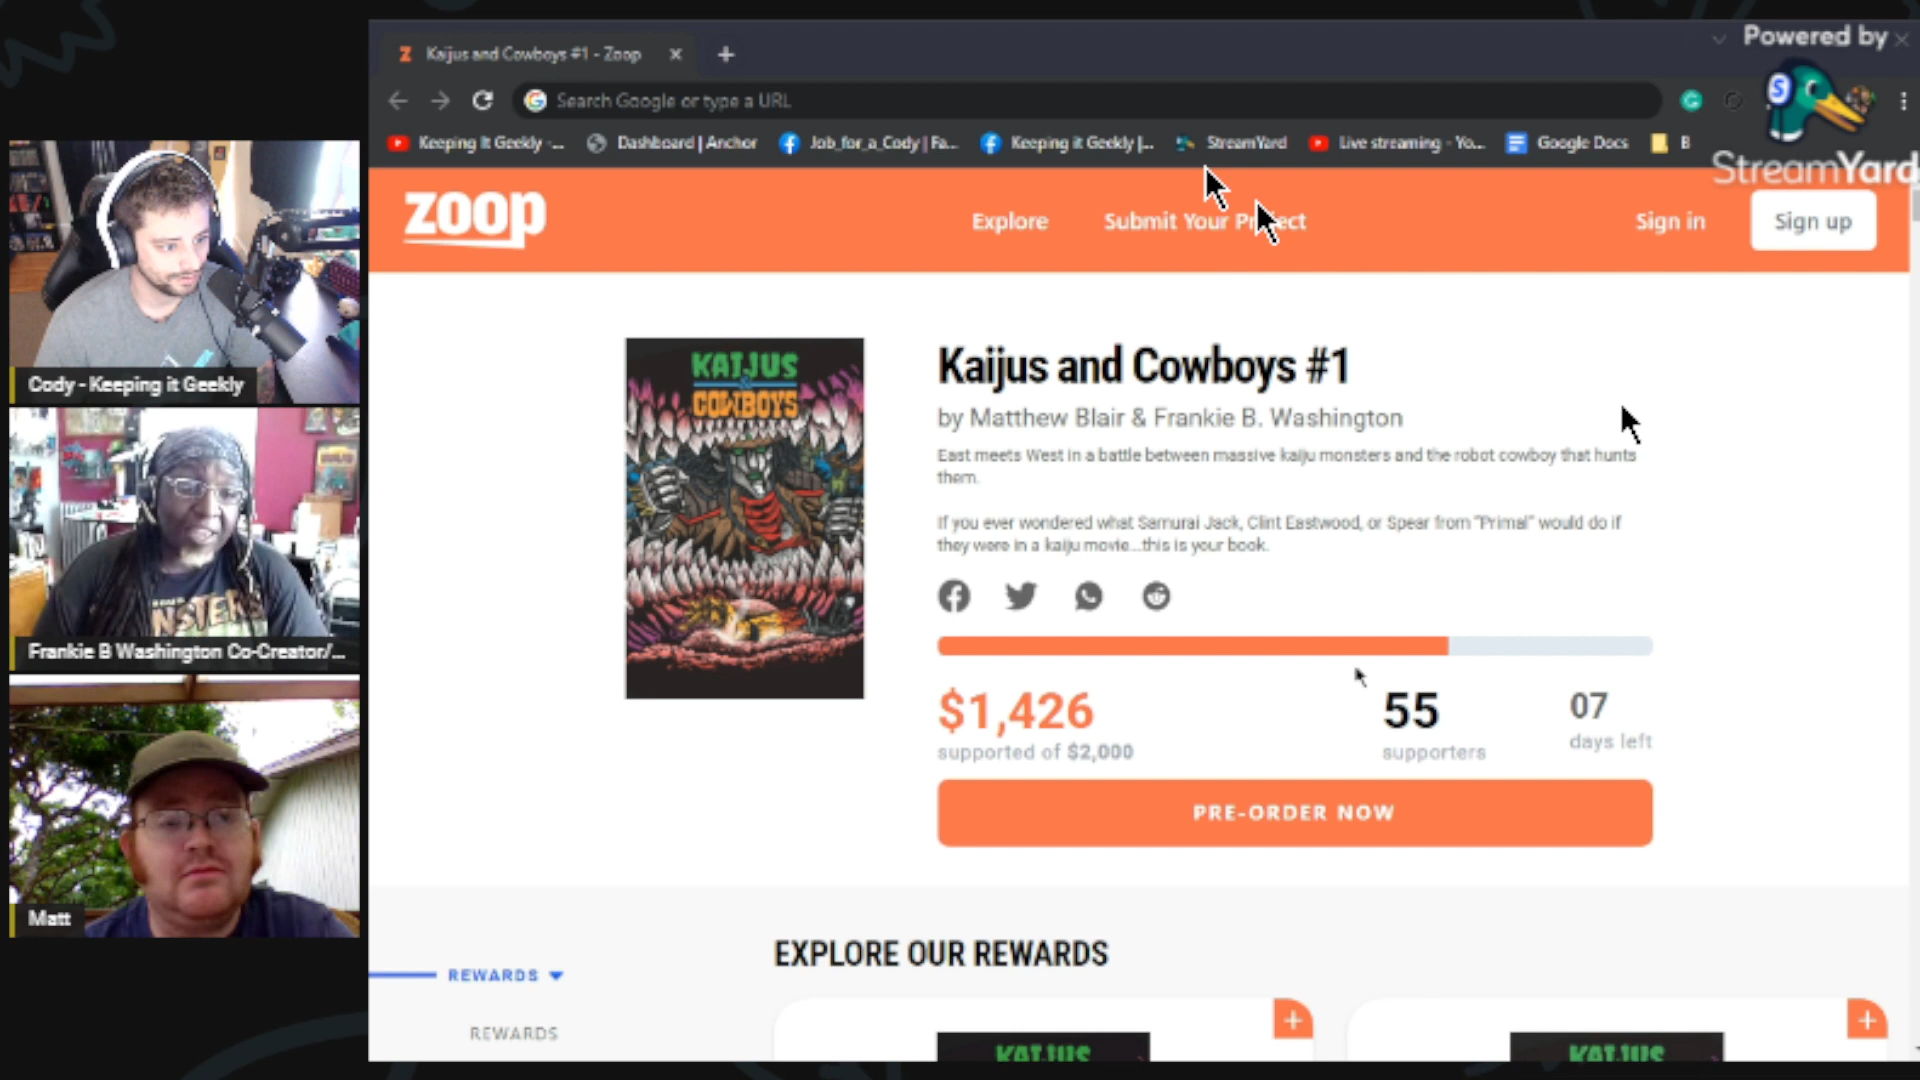 Kaijus and Cowboys #1 - Zoop
Powered by
Search Google or type a URL
Keeping It Geekly -...
Dashboard | Anchor
Job_for_a_Cody | Fa...
Keeping it Geekly |...
StreamYard
Live streaming - Yo...
Google Docs
B
S
StreamYard
zoop
Explore
Submit Your Pr ect
Sign in
Sign up
Cody - Keeping it Geekly
KAIJUS
&
COWBOYS
Kaijus and Cowboys #1
by Matthew Blair & Frankie B. Washington
East meets West in a battle between massive kaiju monsters and the robot cowboy that hunts
them.
If you ever wondered what Samurai Jack, Clint Eastwood, or Spear from "Primal" would do if
they were in a kaiju movie...this is your book.
NSTERS
Frankie B Washington Co-Creator/...
$1,426
supported of $2,000
55
supporters
07
days left
PRE-ORDER NOW
Matt
EXPLORE OUR REWARDS
REWARDS
REWARDS
KAIJUS
KAIJUS